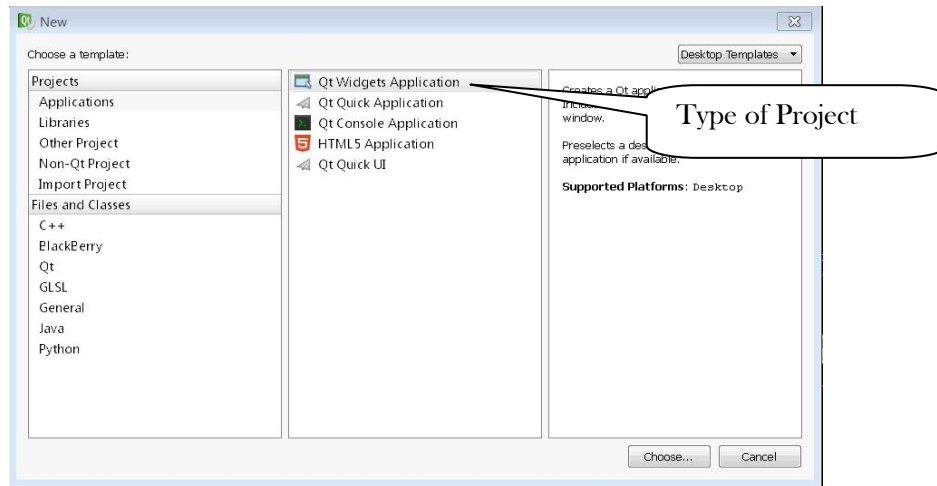 New
Choose a template:
Desktop Templates
Projects
Applications
Libraries
Other Project
Non-Qt Project
Import Project
Files and Classes
C++
BlackBerry
Qt
GLSL
General
Java
Python
Qt Widgets Application
Qt Quick Application
Qt Console Application
HTML5 Application
Qt Quick UI
Creates a Qt
window.
Preselects a
application if available.
Supported Platforms: Desktop
Type of Project
Choose...
Cancel